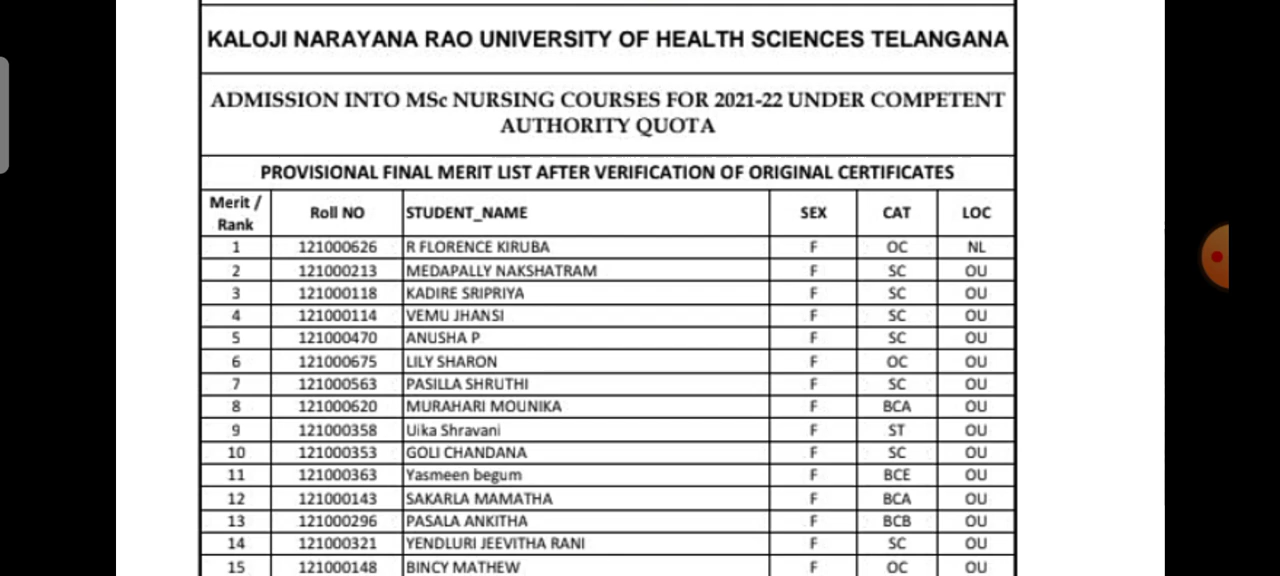 KALOJI NARAYANA RAO UNIVERSITY OF HEALTH SCIENCES TELANGANA
ADMISSION INTO MSc NURSING COURSES FOR 2021-22 UNDER COMPETENT
AUTHORITY QUOTA
PROVISIONAL FINAL MERIT LIST AFTER VERIFICATION OF ORIGINAL CERTIFICATES
Merit / Rank Roll NO STUDENT_NAME SEX CAT LOC
1 121000626 R FLORENCE KIRUBA F OC NL
2 121000213 MEDAPALLY NAKSHATRAM F SC OU
3 121000118 KADIRE SRIPRIYA F SC OU
4 121000114 VEMU JHANSI F SC OU
5 121000470 ANUSHA P F SC OU
6 121000675 LILY SHARON F OC OU
7 121000563 PASILLA SHRUTHI F SC OU
8 121000620 MURAHARI MOUNIKA F BCA OU
9 121000358 Uika Shravani F ST OU
10 121000353 GOLI CHANDANA F SC OU
11 121000363 Yasmeen begum F BCE OU
12 121000143 SAKARLA MAMATHA F BCA OU
13 121000296 PASALA ANKITHA F BCB OU
14 121000321 YENDLURI JEEVITHA RANI F SC OU
15 121000148 BINCY MATHEW F OC OU